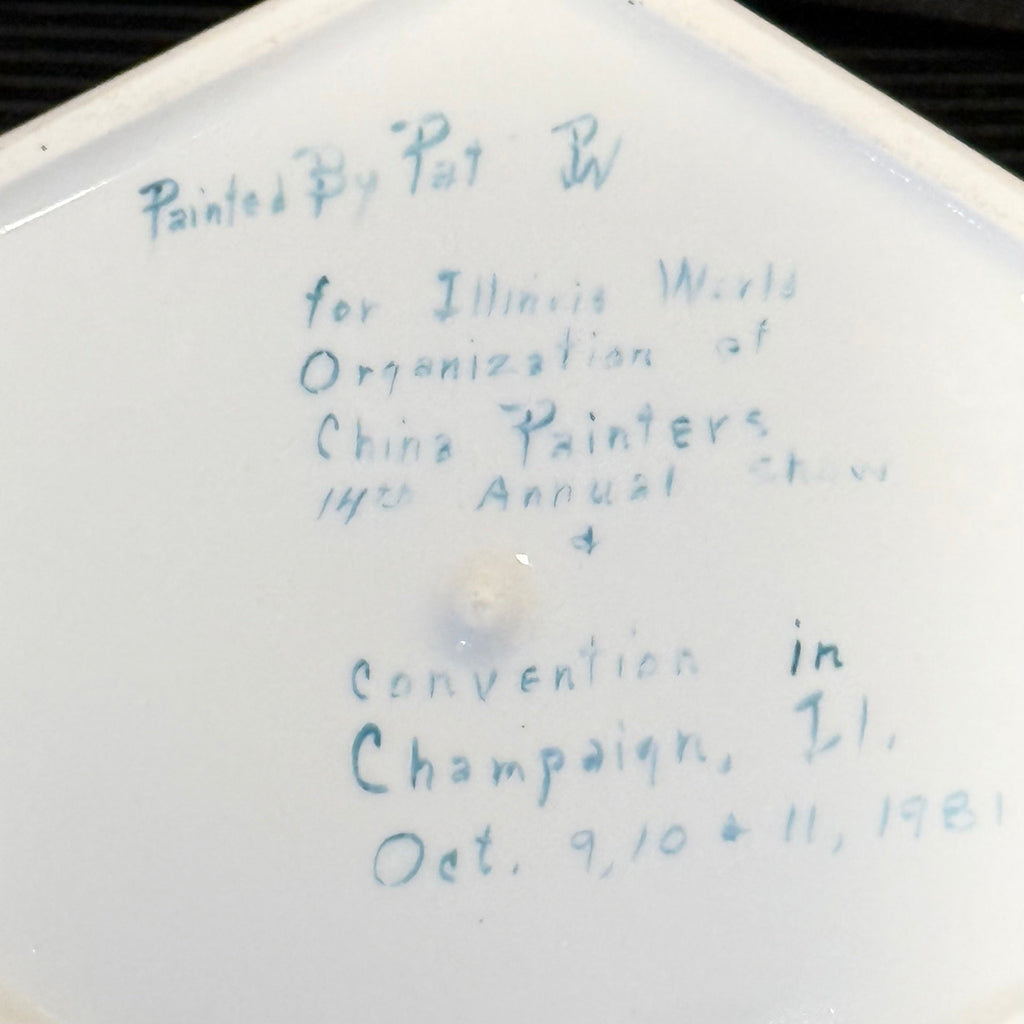 Painted By Pat PW
for Illinois World
Organization of
China Painters
14th Annual Show
&
Convention in
Champaign, Il.
Oct. 9, 10 & 11, 1981